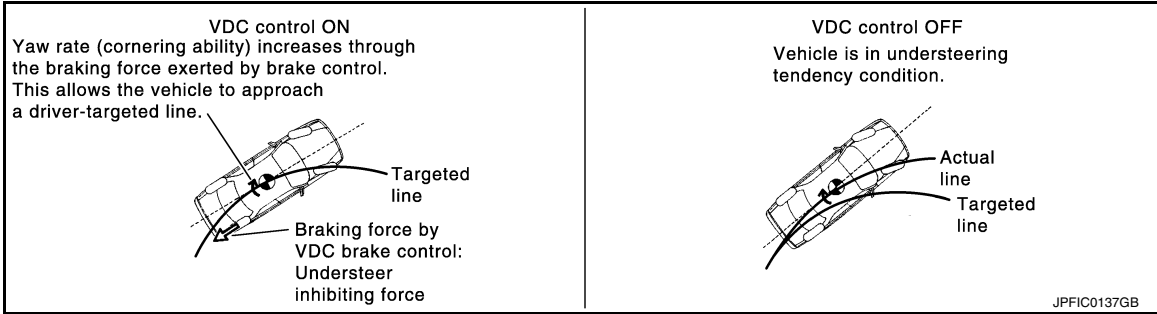 VDC control ON
Yaw rate (cornering ability) increases through
the braking force exerted by brake control.
This allows the vehicle to approach
a driver-targeted line.
Targeted
line
Braking force by
VDC brake control:
Understeer
inhibiting force
VDC control OFF
Vehicle is in understeering
tendency condition.
Actual
line
Targeted
line
JPFIC0137GB